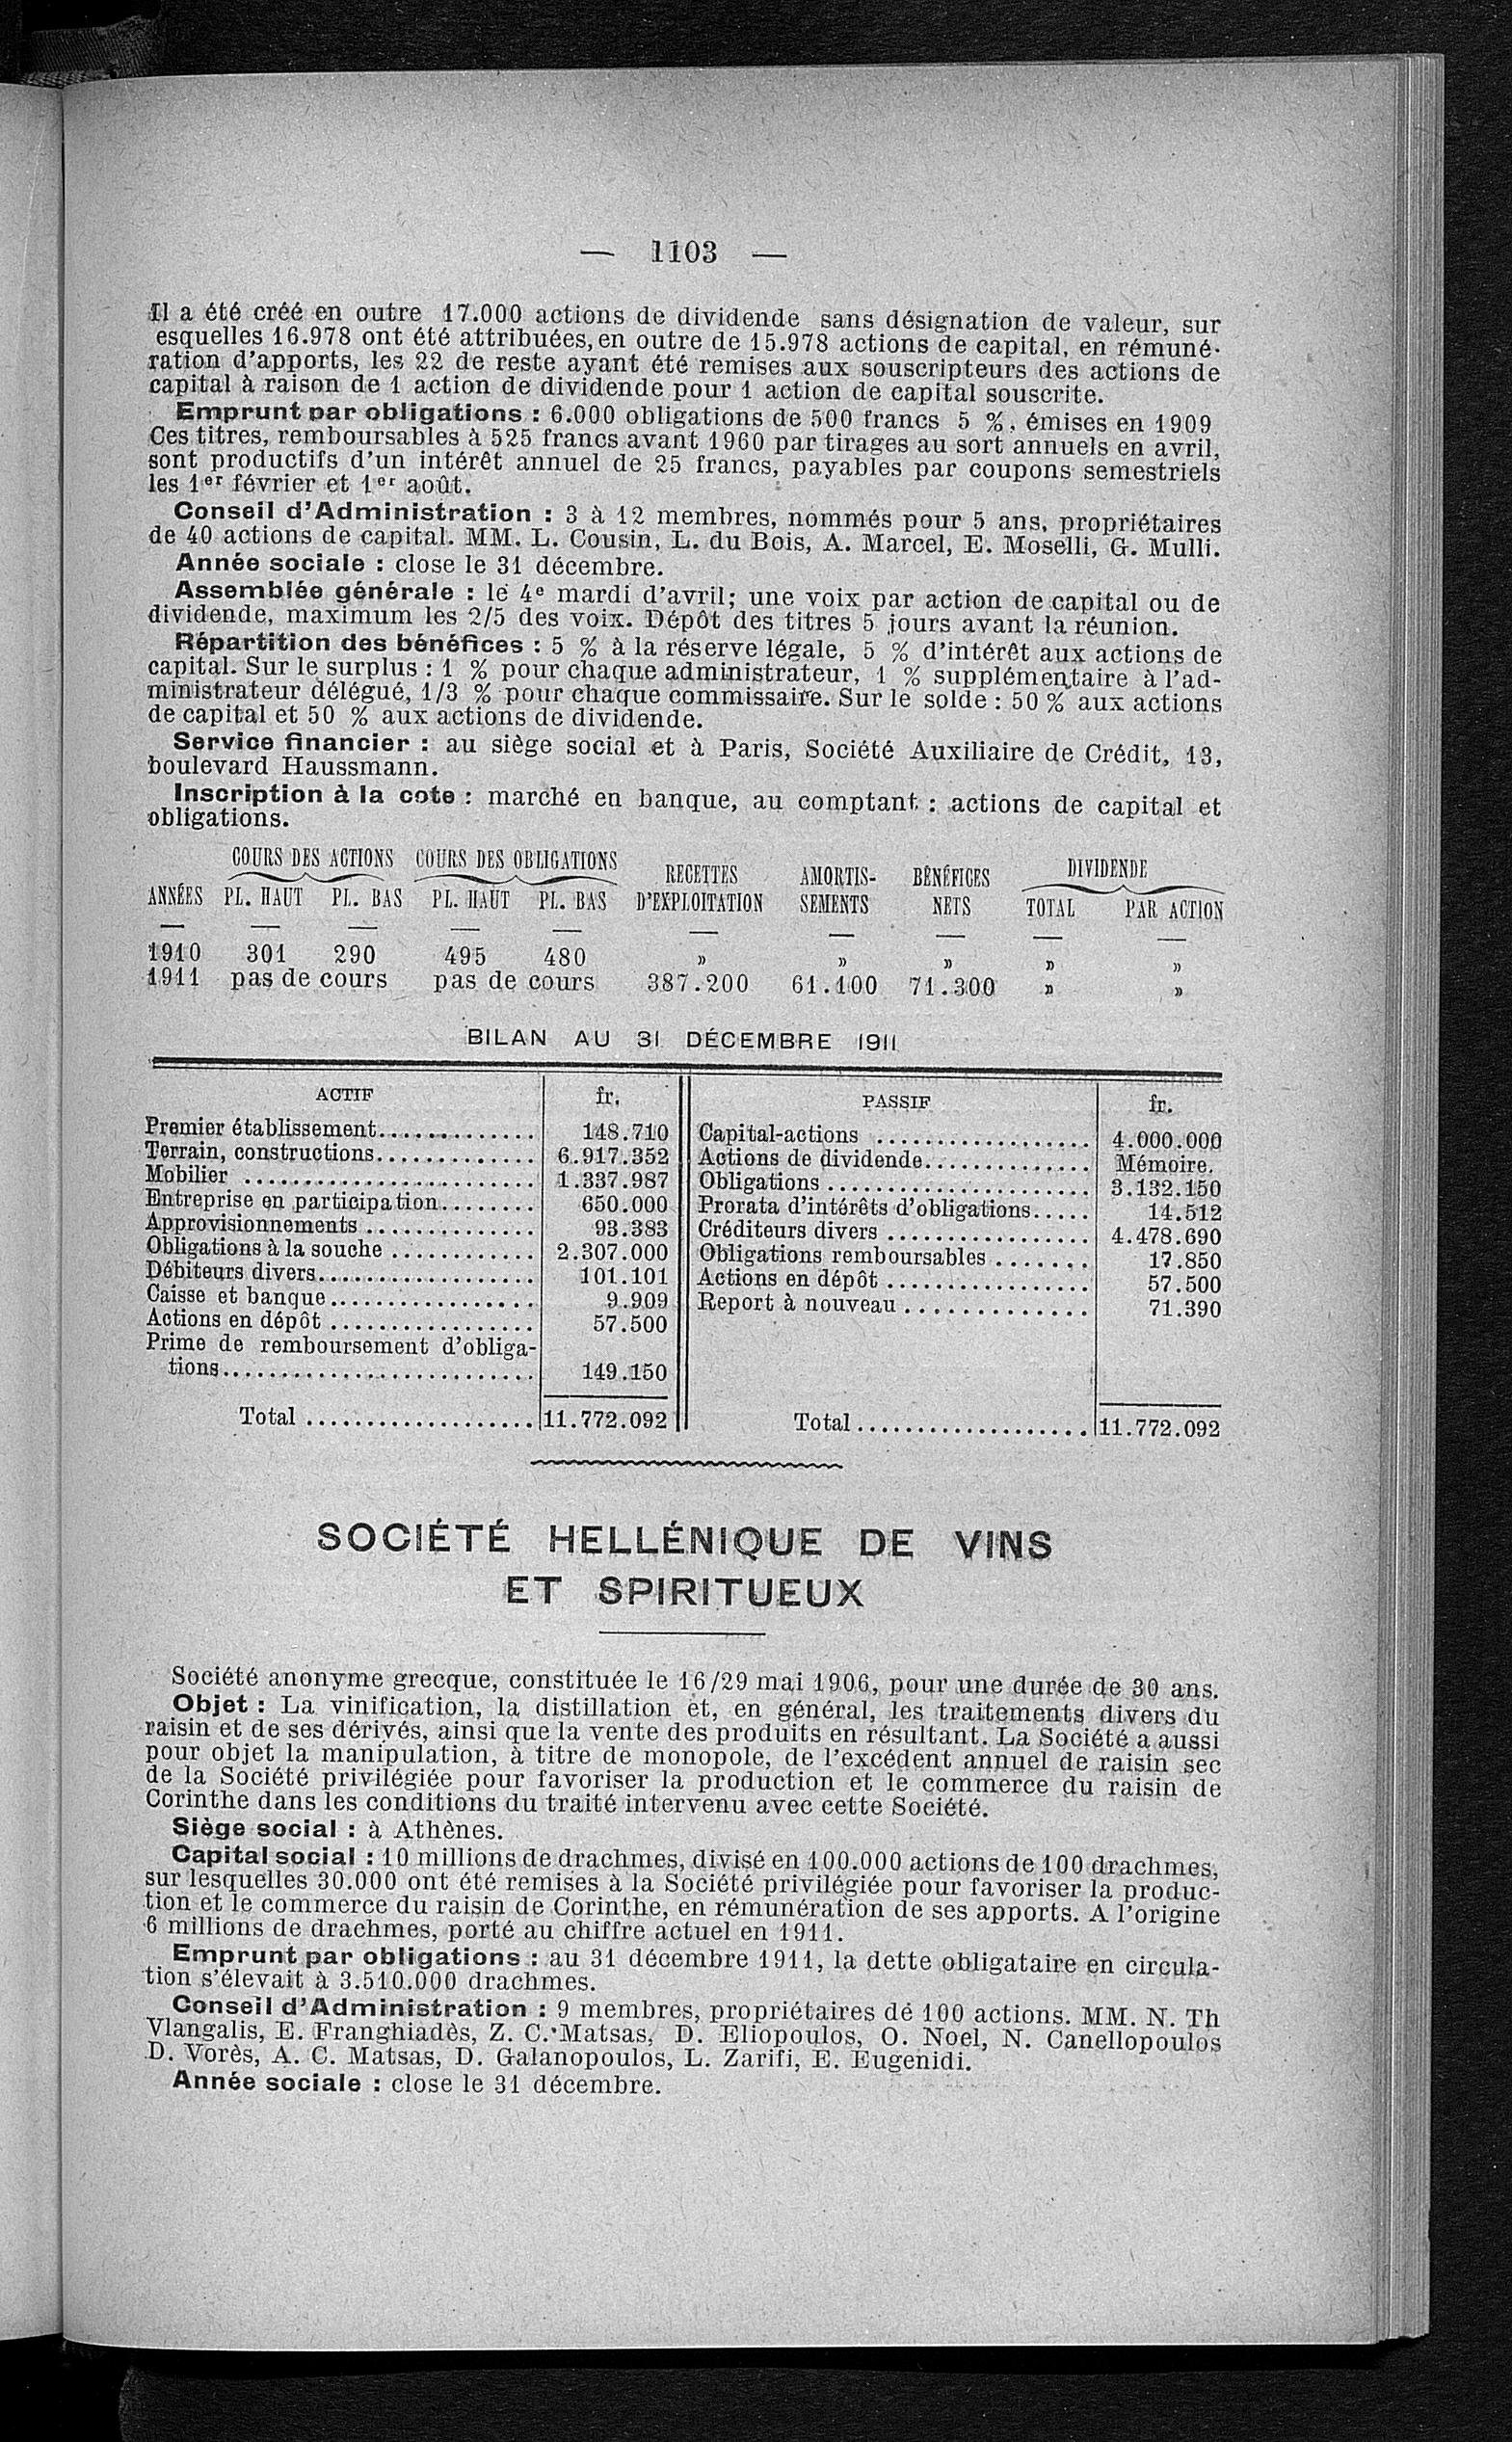 — 1103 —
Il a été créé en outre 17.000 actions de dividende sans désignation de valeur, sur
esquelles 16.978 ont été attribuées, en outre de 15.978 actions de capital, en rémuné-
ration d'apports, les 22 de reste ayant été remises aux souscripteurs des actions de
capital à raison de 1 action de dividende pour 1 action de capital souscrite.
Emprunt par obligations : 6.000 obligations de 500 francs 5 %, émises en 1909
Ces titres, remboursables à 525 francs avant 1960 par tirages au sort annuels en avril,
sont productifs d'un intérêt annuel de 25 francs, payables par coupons semestriels
les 1er février et 1er août.
Conseil d'Administration : 3 à 12 membres, nommés pour 5 ans, propriétaires
de 40 actions de capital. MM. L. Cousin, L. du Bois, A. Marcel, E. Moselli, G. Mulli.
Année sociale : close le 31 décembre.
Assemblée générale : le 4e mardi d'avril; une voix par action de capital ou de
dividende, maximum les 2/5 des voix. Dépôt des titres 5 jours avant la réunion.
Répartition des bénéfices : 5 % à la réserve légale, 5 % d'intérêt aux actions de
capital. Sur le surplus : 1 % pour chaque administrateur, 1 % supplémentaire à l'ad-
ministrateur délégué, 1/3 % pour chaque commissaire. Sur le solde : 50 % aux actions
de capital et 50 % aux actions de dividende.
Service financier : au siège social et à Paris, Société Auxiliaire de Crédit, 13,
boulevard Haussmann.
Inscription à la cote : marché en banque, au comptant : actions de capital et
obligations.
COURS DES ACTIONS COURS DES OBLIGATIONS RECETTES AMORTIS- BÉNÉFICES DIVIDENDE
ANNÉES PL. HAUT PL. BAS PL. HAUT PL. BAS D'EXPLOITATION SEMENTS NETS TOTAL PAR ACTION
— — — — — — — — — —
1910 301 290 495 480 » » » » »
1911 pas de cours pas de cours 387.200 61.100 71.300 » »
BILAN AU 31 DÉCEMBRE 1911
ACTIF fr. PASSIF fr.
Premier établissement............. 148.710 Capital-actions .................. 4.000.000
Terrain, constructions.............. 6.917.352 Actions de dividende.............. Mémoire.
Mobilier ........................ 1.337.987 Obligations ...................... 3.132.150
Entreprise en participation........ 650.000 Prorata d'intérêts d'obligations..... 14.512
Approvisionnements .............. 93.383 Créditeurs divers ................. 4.478.690
Obligations à la souche ............ 2.307.000 Obligations remboursables ....... 17.850
Débiteurs divers.................. 101.101 Actions en dépôt ................. 57.500
Caisse et banque................. 9.909 Report à nouveau .............. 71.390
Actions en dépôt ................. 57.500
Prime de remboursement d'obliga-
tions.......................... 149.150
Total ................... 11.772.092 Total.................... 11.772.092
SOCIÉTÉ HELLÉNIQUE DE VINS
ET SPIRITUEUX
Société anonyme grecque, constituée le 16/29 mai 1906, pour une durée de 30 ans.
Objet : La vinification, la distillation et, en général, les traitements divers du
raisin et de ses dérivés, ainsi que la vente des produits en résultant. La Société a aussi
pour objet la manipulation, à titre de monopole, de l'excédent annuel de raisin sec
de la Société privilégiée pour favoriser la production et le commerce du raisin de
Corinthe dans les conditions du traité intervenu avec cette Société.
Siège social : à Athènes.
Capital social : 10 millions de drachmes, divisé en 100.000 actions de 100 drachmes,
sur lesquelles 30.000 ont été remises à la Société privilégiée pour favoriser la produc-
tion et le commerce du raisin de Corinthe, en rémunération de ses apports. A l'origine
6 millions de drachmes, porté au chiffre actuel en 1911.
Emprunt par obligations : au 31 décembre 1911, la dette obligataire en circula-
tion s'élevait à 3.510.000 drachmes.
Conseil d'Administration : 9 membres, propriétaires dé 100 actions. MM. N. Th
Vlangalis, E. Franghiadès, Z. C. Matsas, D. Eliopoulos, O. Noel, N. Canellopoulos
D. Vorès, A. C. Matsas, D. Galanopoulos, L. Zarifi, E. Eugenidi.
Année sociale : close le 31 décembre.